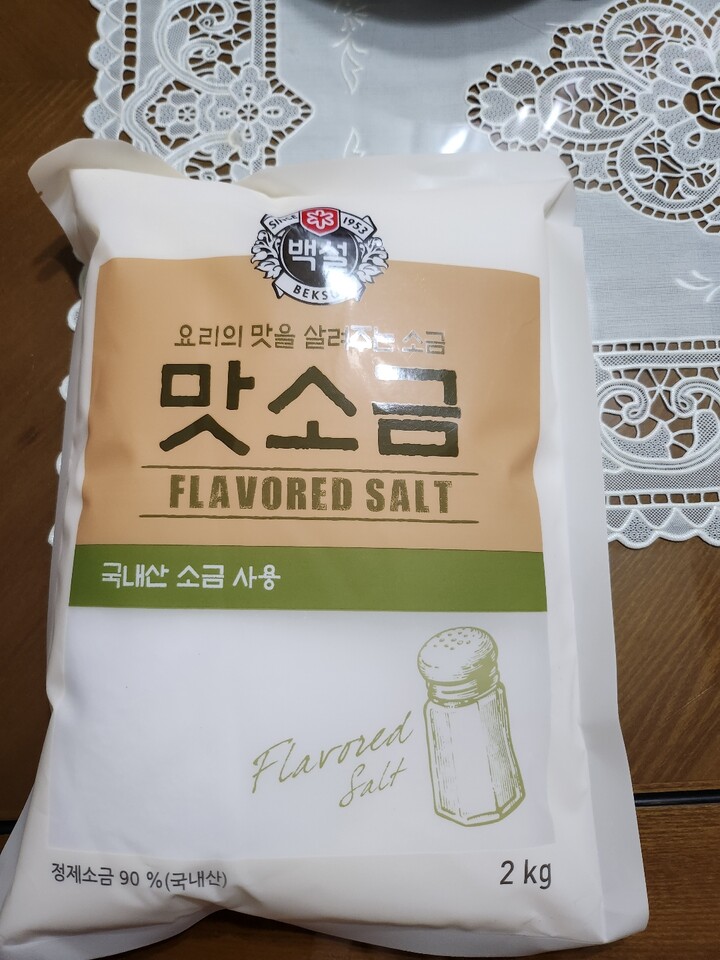 SINCE 1953
백설
BEKSUL
요리의 맛을 살려주는 소금
맛소금
FLAVORED SALT
국내산 소금 사용
Flavored
Salt
정제소금 90 %(국내산)
2 kg